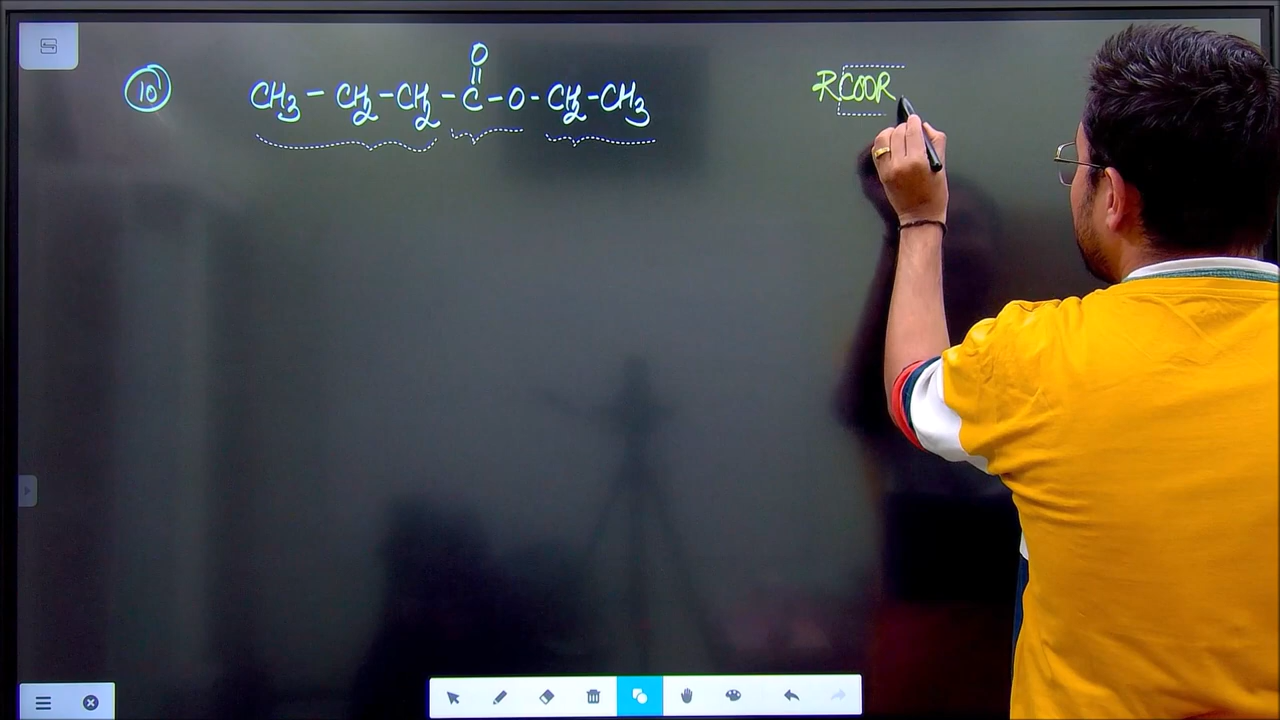 10
O
||
CH3 - CH2 - CH2 - C - O - CH2 - CH3
RCOOR